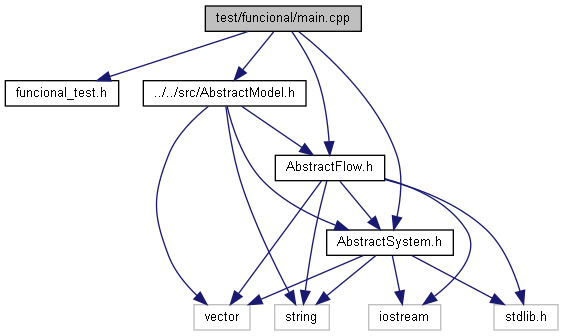 test/funcional/main.cpp
funcional_test.h
../../src/AbstractModel.h
AbstractFlow.h
AbstractSystem.h
vector
string
iostream
stdlib.h